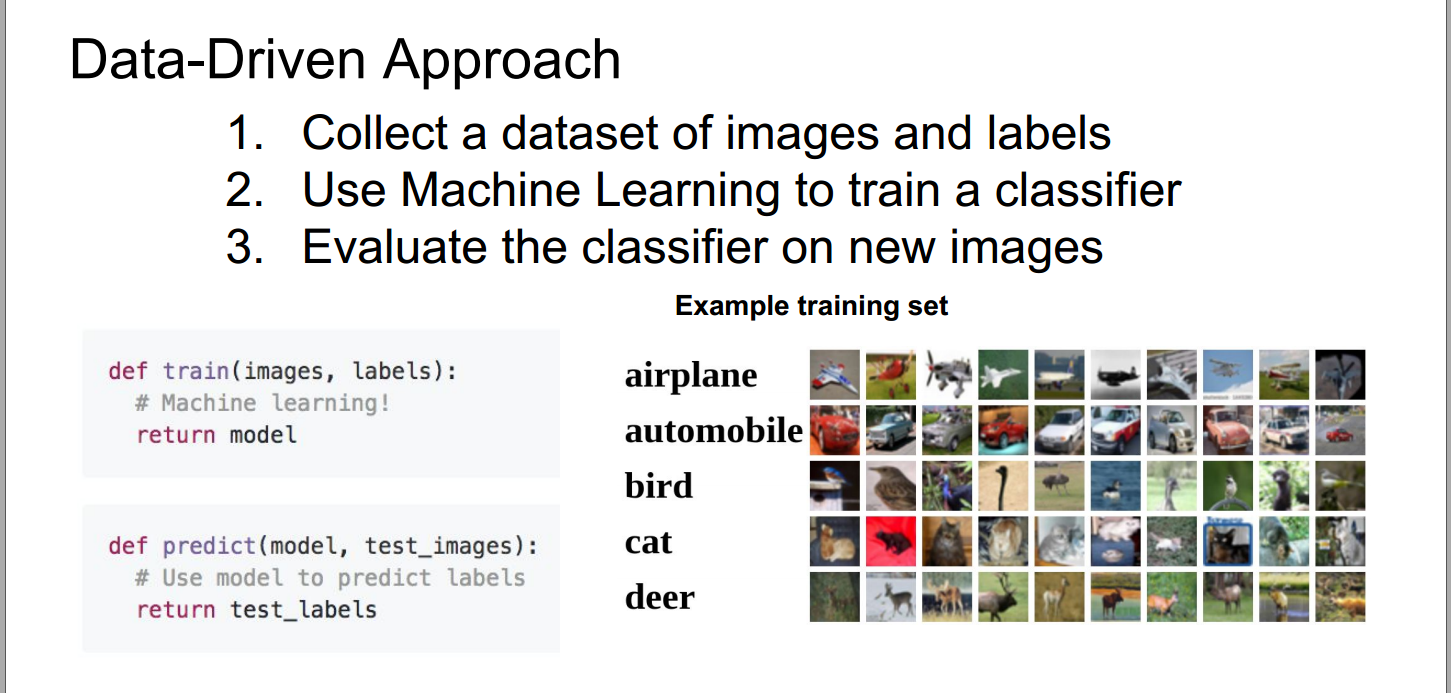 Data-Driven Approach
1. Collect a dataset of images and labels
2. Use Machine Learning to train a classifier
3. Evaluate the classifier on new images
Example training set
def train(images, labels):
# Machine learning!
return model
def predict(model, test_images):
# Use model to predict labels
return test_labels
airplane
automobile
bird
cat
deer